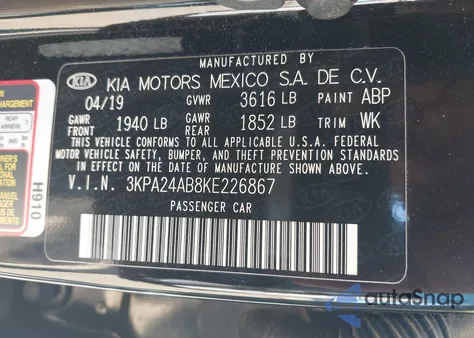 MANUFACTURED BY
KIA KIA MOTORS MEXICO S.A. DE C.V.
04/19 GVWR 3616 LB PAINT ABP
GAWR FRONT 1940 LB GAWR REAR 1852 LB TRIM WK
THIS VEHICLE CONFORMS TO ALL APPLICABLE U.S.A. FEDERAL
MOTOR VEHICLE SAFETY, BUMPER, AND THEFT PREVENTION STANDARDS
IN EFFECT ON THE DATE OF MANUFACTURE SHOWN ABOVE.
V.I.N. 3KPA24AB8KE226867
PASSENGER CAR
H910
autoSnap